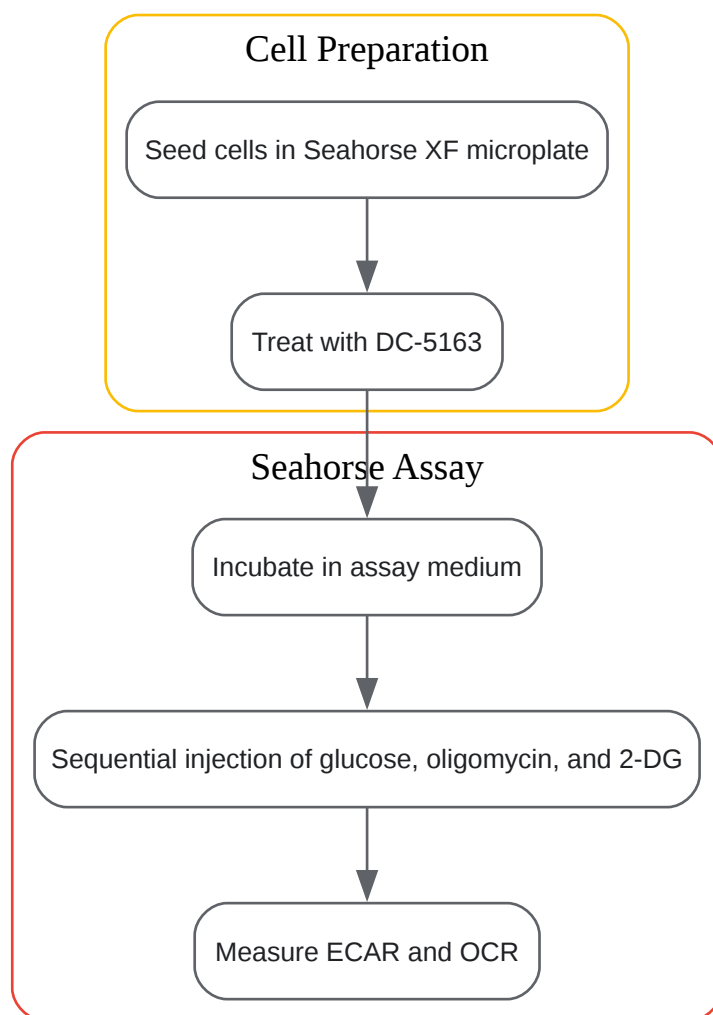 Cell Preparation
Seed cells in Seahorse XF microplate
Treat with DC-5163
Seahorse Assay
Incubate in assay medium
Sequential injection of glucose, oligomycin, and 2-DG
Measure ECAR and OCR